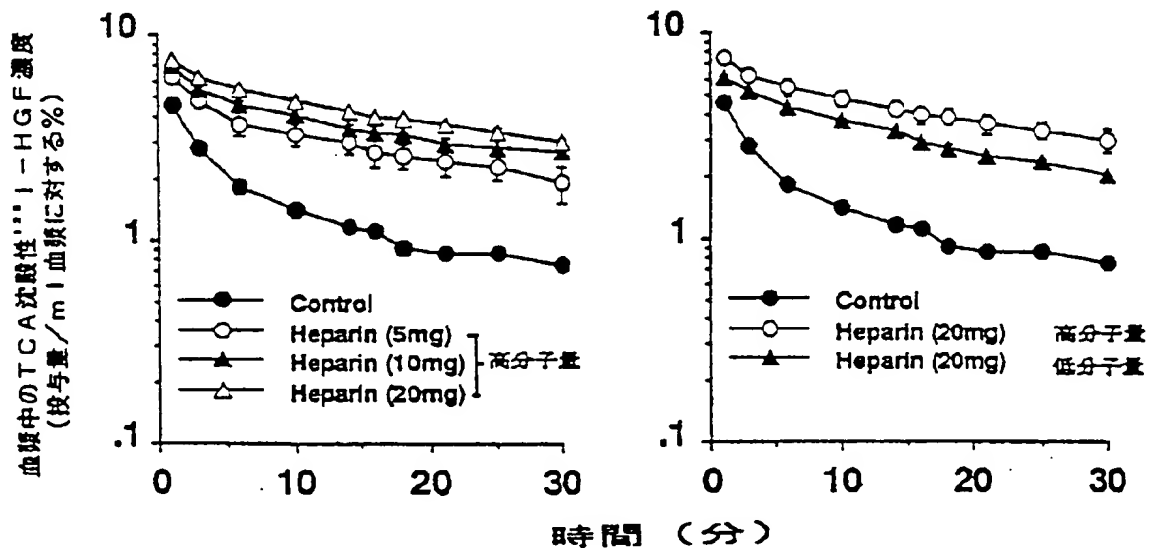 血漿中のTCA沈殿性¹²⁵I-HGF濃度
(投与量/ml血漿に対する%)
10
1
.1
0
10
20
30
Control
Heparin (5mg)
Heparin (10mg)
Heparin (20mg)
高分子量
10
1
.1
0
10
20
30
Control
Heparin (20mg) 高分子量
Heparin (20mg) 低分子量
時間 (分)